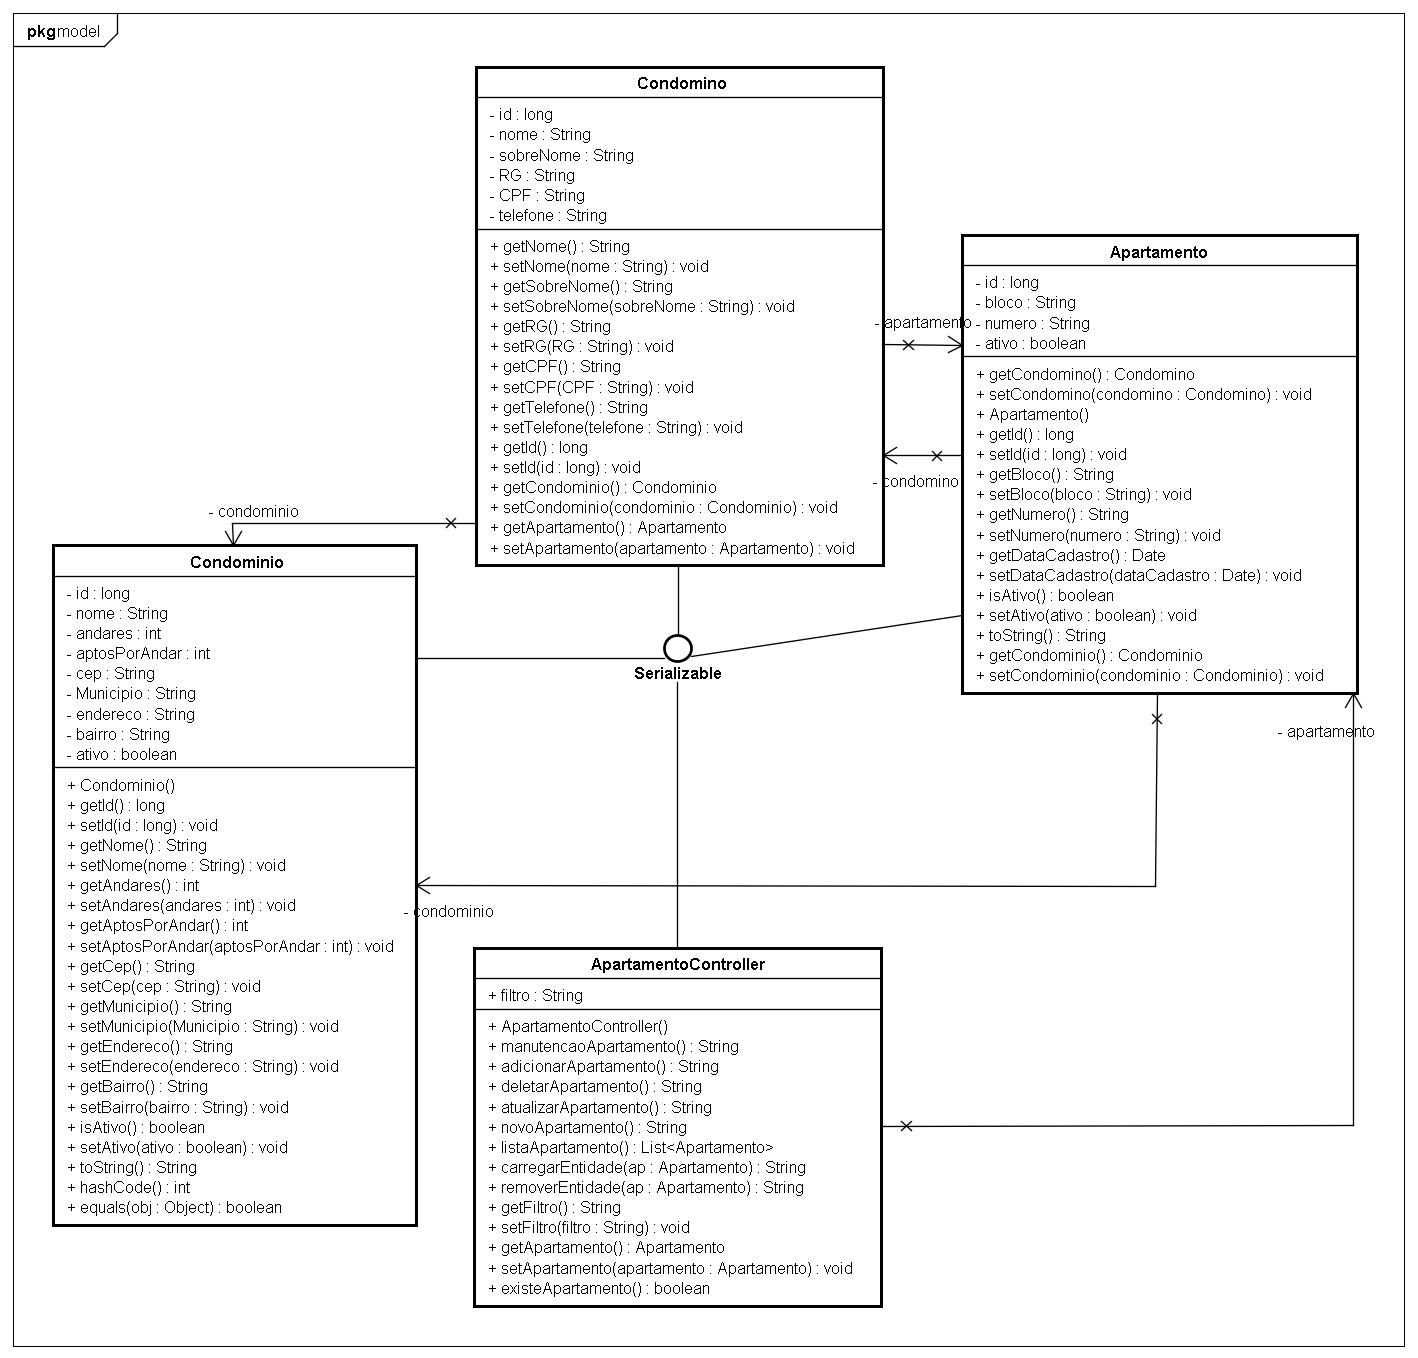 pkgmodel
Condomino
- id : long
- nome : String
- sobreNome : String
- RG : String
- CPF : String
- telefone : String
+ getNome() : String
+ setNome(nome : String) : void
+ getSobreNome() : String
+ setSobreNome(sobreNome : String) : void
+ getRG() : String
+ setRG(RG : String) : void
+ getCPF() : String
+ setCPF(CPF : String) : void
+ getTelefone() : String
+ setTelefone(telefone : String) : void
+ getId() : long
+ setId(id : long) : void
+ getCondominio() : Condominio
+ setCondominio(condominio : Condominio) : void
+ getApartamento() : Apartamento
+ setApartamento(apartamento : Apartamento) : void
- apartamento
- condomino
Apartamento
- id : long
- bloco : String
- numero : String
- ativo : boolean
+ getCondomino() : Condomino
+ setCondomino(condomino : Condomino) : void
+ Apartamento()
+ getId() : long
+ setId(id : long) : void
+ getBloco() : String
+ setBloco(bloco : String) : void
+ getNumero() : String
+ setNumero(numero : String) : void
+ getDataCadastro() : Date
+ setDataCadastro(dataCadastro : Date) : void
+ isAtivo() : boolean
+ setAtivo(ativo : boolean) : void
+ toString() : String
+ getCondominio() : Condominio
+ setCondominio(condominio : Condominio) : void
- condominio
Condominio
- id : long
- nome : String
- andares : int
- aptosPorAndar : int
- cep : String
- Municipio : String
- endereco : String
- bairro : String
- ativo : boolean
+ Condominio()
+ getId() : long
+ setId(id : long) : void
+ getNome() : String
+ setNome(nome : String) : void
+ getAndares() : int
+ setAndares(andares : int) : void
+ getAptosPorAndar() : int
+ setAptosPorAndar(aptosPorAndar : int) : void
+ getCep() : String
+ setCep(cep : String) : void
+ getMunicipio() : String
+ setMunicipio(Municipio : String) : void
+ getEndereco() : String
+ setEndereco(endereco : String) : void
+ getBairro() : String
+ setBairro(bairro : String) : void
+ isAtivo() : boolean
+ setAtivo(ativo : boolean) : void
+ toString() : String
+ hashCode() : int
+ equals(obj : Object) : boolean
Serializable
- apartamento
- condominio
ApartamentoController
+ filtro : String
+ ApartamentoController()
+ manutencaoApartamento() : String
+ adicionarApartamento() : String
+ deletarApartamento() : String
+ atualizarApartamento() : String
+ novoApartamento() : String
+ listaApartamento() : List<Apartamento>
+ carregarEntidade(ap : Apartamento) : String
+ removerEntidade(ap : Apartamento) : String
+ getFiltro() : String
+ setFiltro(filtro : String) : void
+ getApartamento() : Apartamento
+ setApartamento(apartamento : Apartamento) : void
+ existeApartamento() : boolean